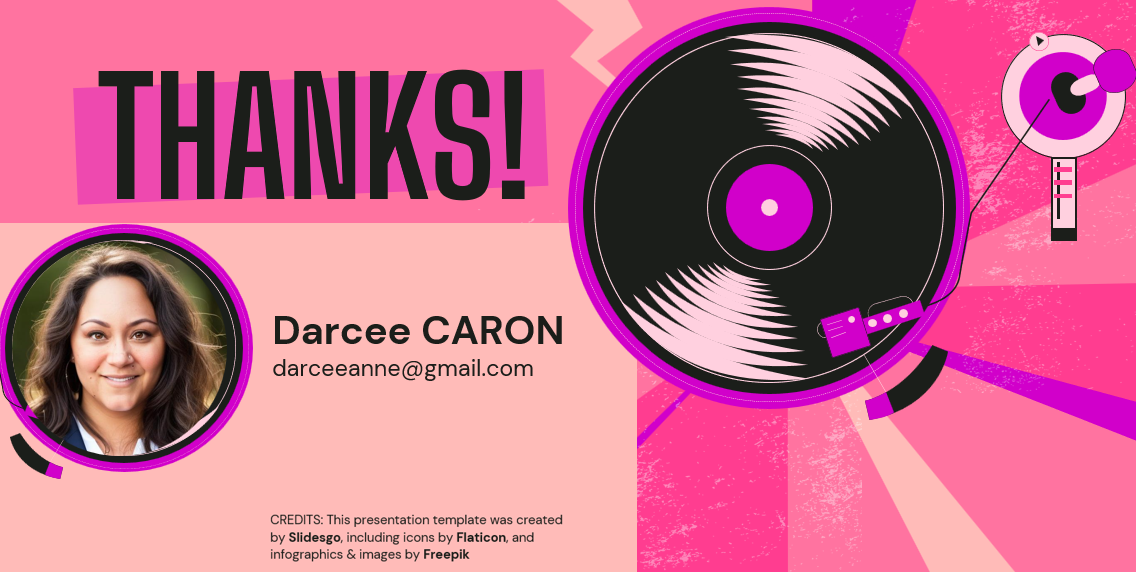 THANKS!
Darcee CARON
darceeanne@gmail.com
CREDITS: This presentation template was created
by Slidesgo, including icons by Flaticon, and
infographics & images by Freepik